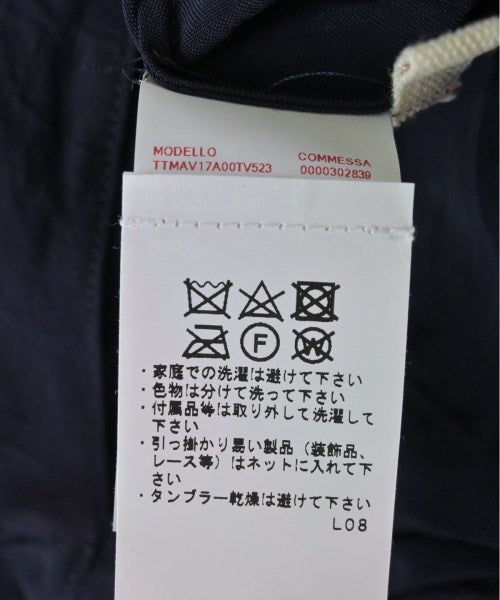 MODELLO COMMESSA
TTMAV17A00TV523 0000302839
F W
・家庭での洗濯は避けて下さい
・色物は分けて洗って下さい
・付属品等は取り外して洗濯して
下さい
・引っ掛かり易い製品（装飾品、
レース等）はネットに入れて下
さい
・タンブラー乾燥は避けて下さい
L08